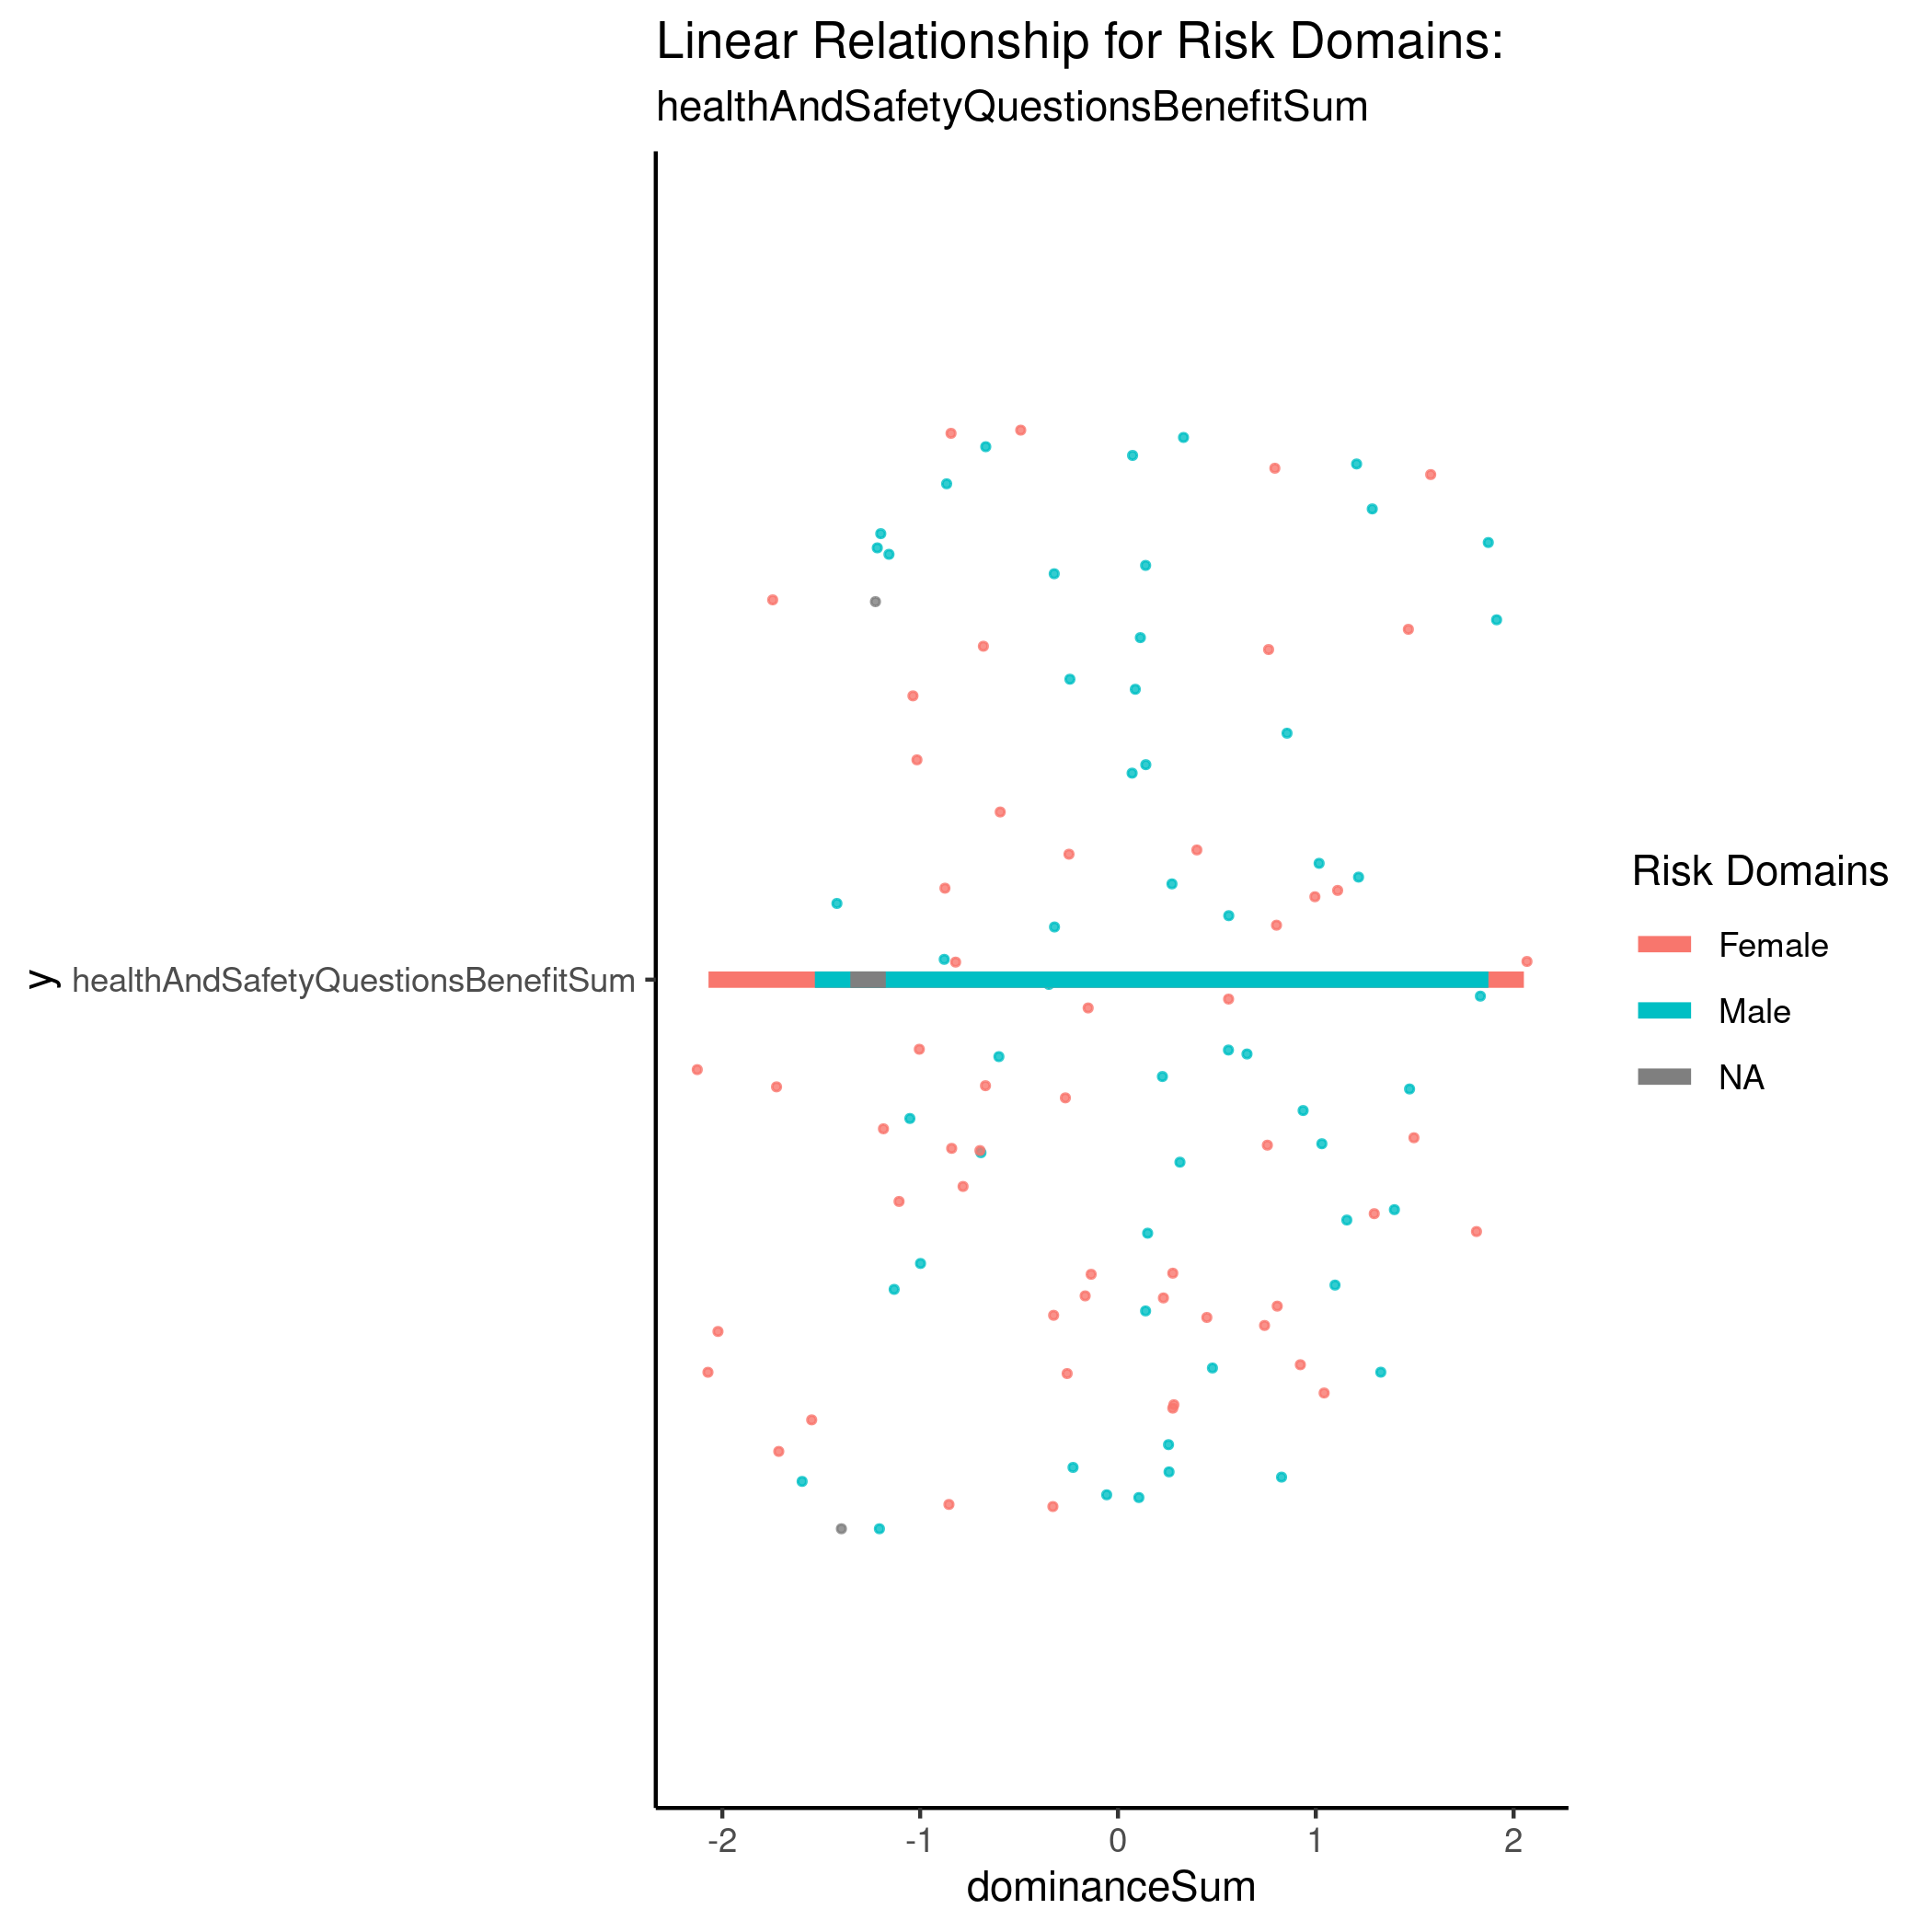 Linear Relationship for Risk Domains:
healthAndSafetyQuestionsBenefitSum
y
healthAndSafetyQuestionsBenefitSum
Risk Domains
Female
Male
NA
-2 -1 0 1 2
dominanceSum